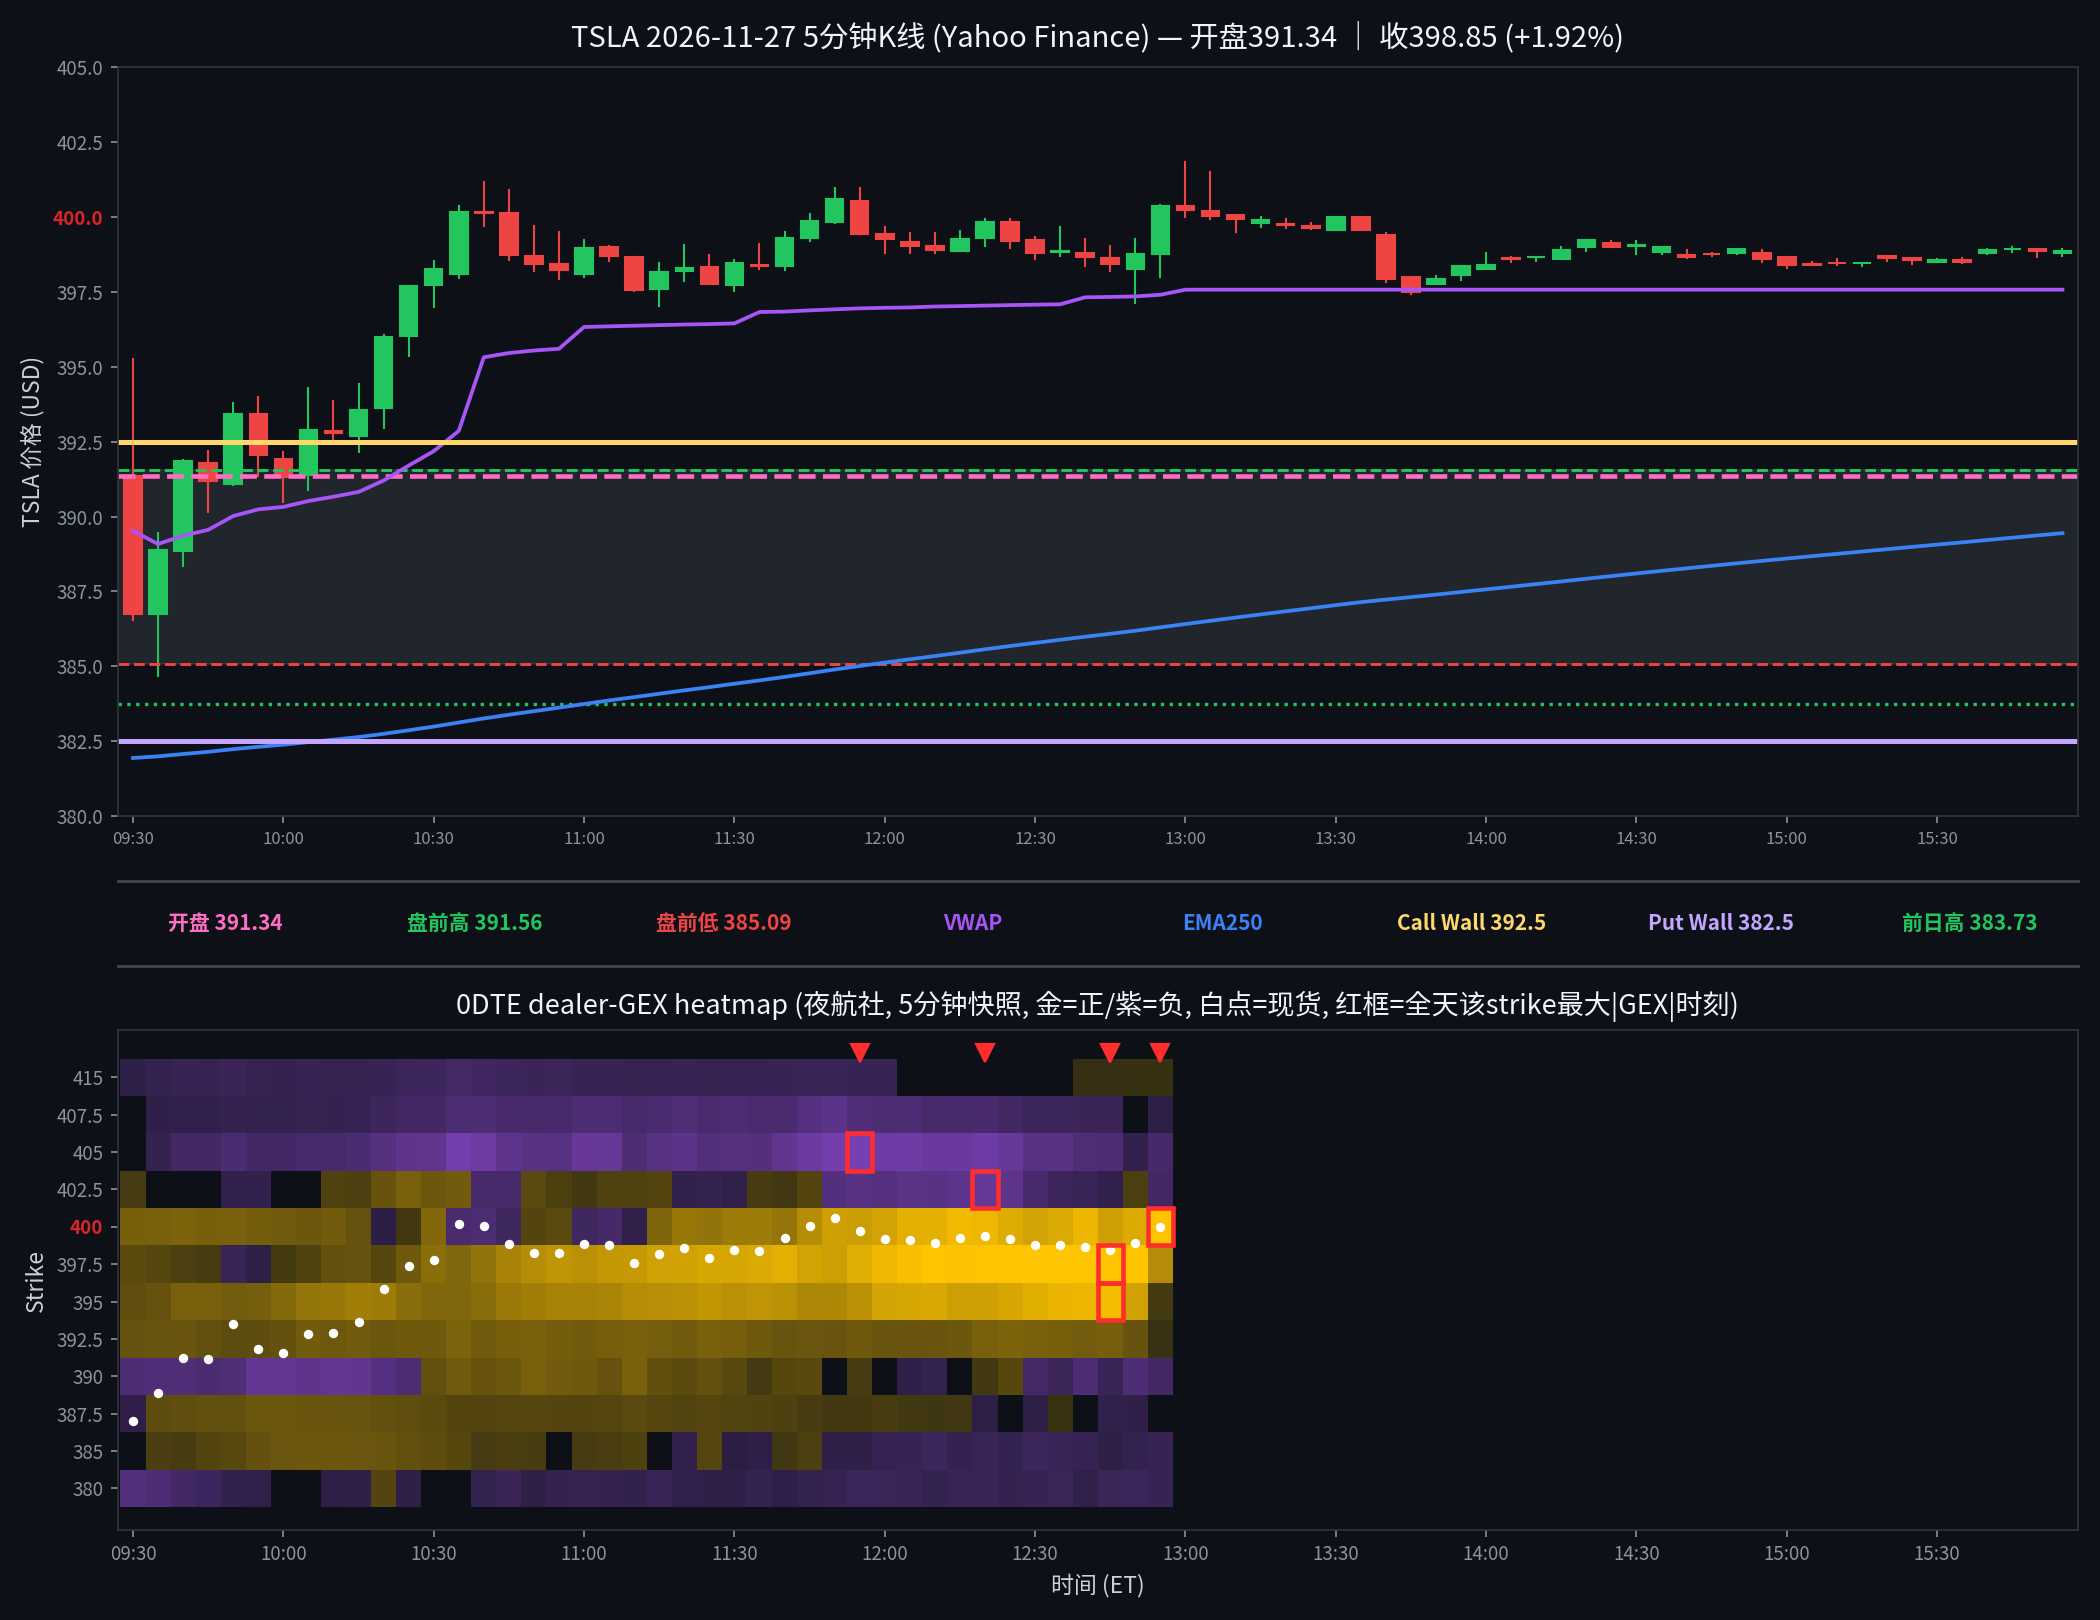 TSLA 2026-11-27 5分钟K线 (Yahoo Finance) — 开盘391.34 ｜ 收398.85 (+1.92%)
405.0
402.5
400.0
397.5
395.0
392.5
390.0
387.5
385.0
382.5
380.0
TSLA 价格 (USD)
09:30 10:00 10:30 11:00 11:30 12:00 12:30 13:00 13:30 14:00 14:30 15:00 15:30
开盘 391.34 盘前高 391.56 盘前低 385.09 VWAP EMA250 Call Wall 392.5 Put Wall 382.5 前日高 383.73
0DTE dealer-GEX heatmap (夜航社, 5分钟快照, 金=正/紫=负, 白点=现货, 红框=全天该strike最大|GEX|时刻)
415
407.5
405
402.5
400
397.5
395
392.5
390
387.5
385
380
Strike
09:30 10:00 10:30 11:00 11:30 12:00 12:30 13:00 13:30 14:00 14:30 15:00 15:30
时间 (ET)